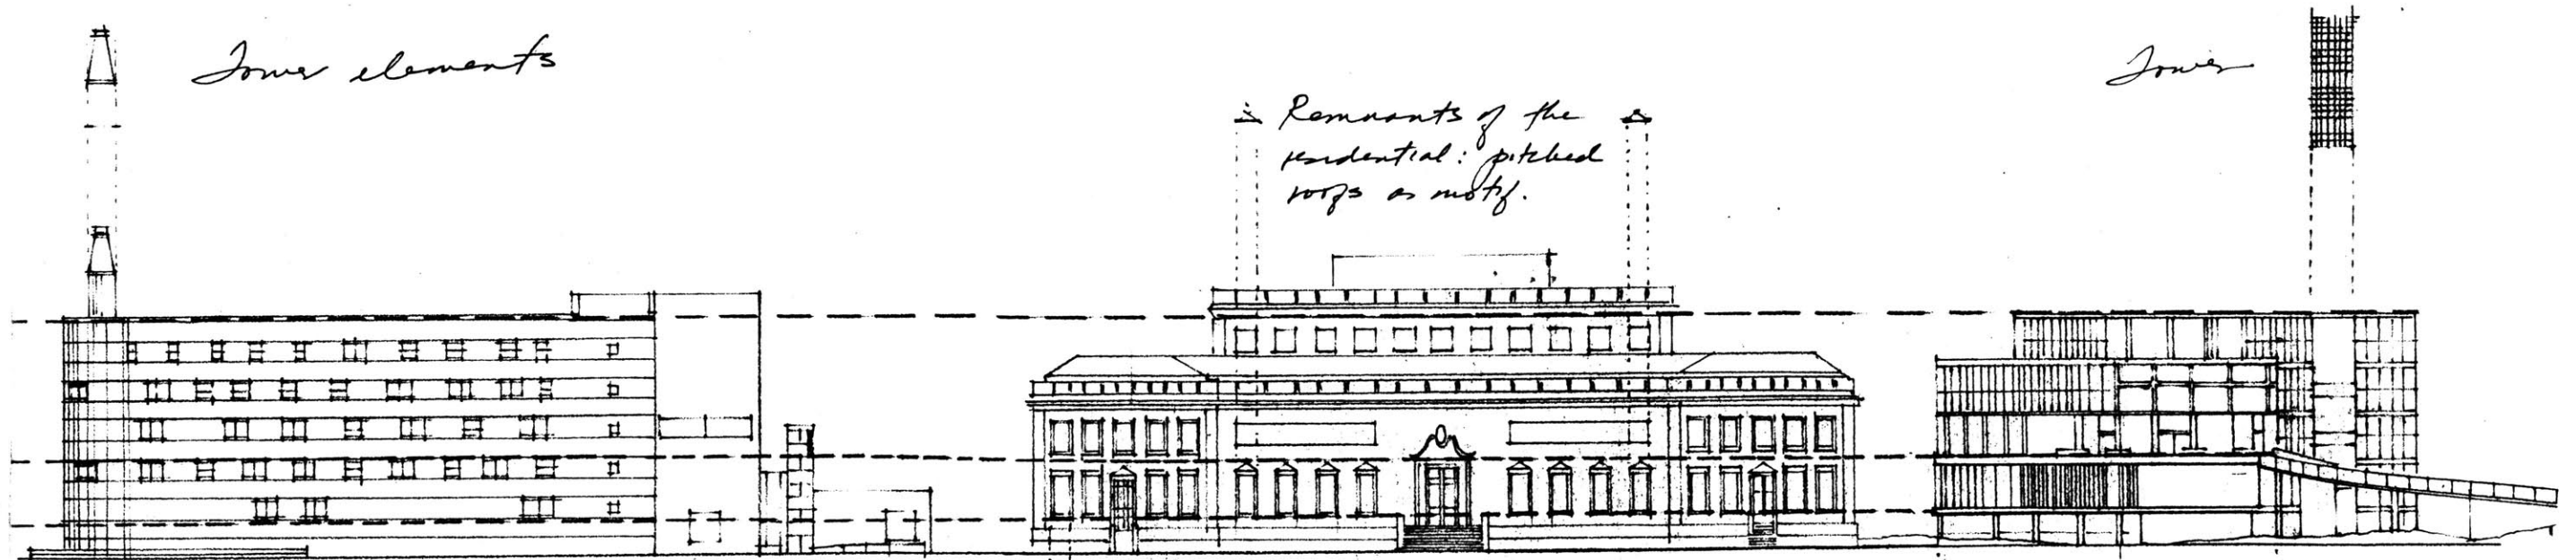 Tower elements
Remnants of the
residential: pitched
roofs as motif.
Tower